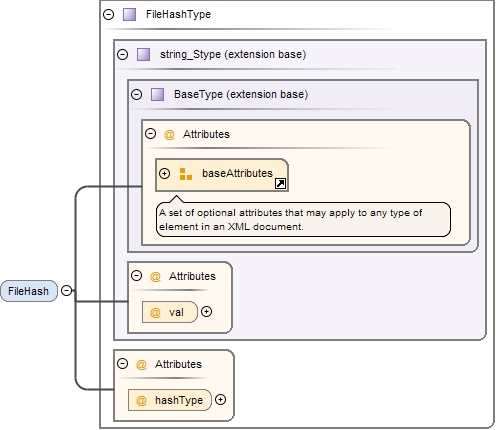 FileHashType
string_Stype (extension base)
BaseType (extension base)
@ Attributes
baseAttributes
A set of optional attributes that may apply to any type of
element in an XML document.
@ Attributes
@ val
FileHash
@ Attributes
@ hashType